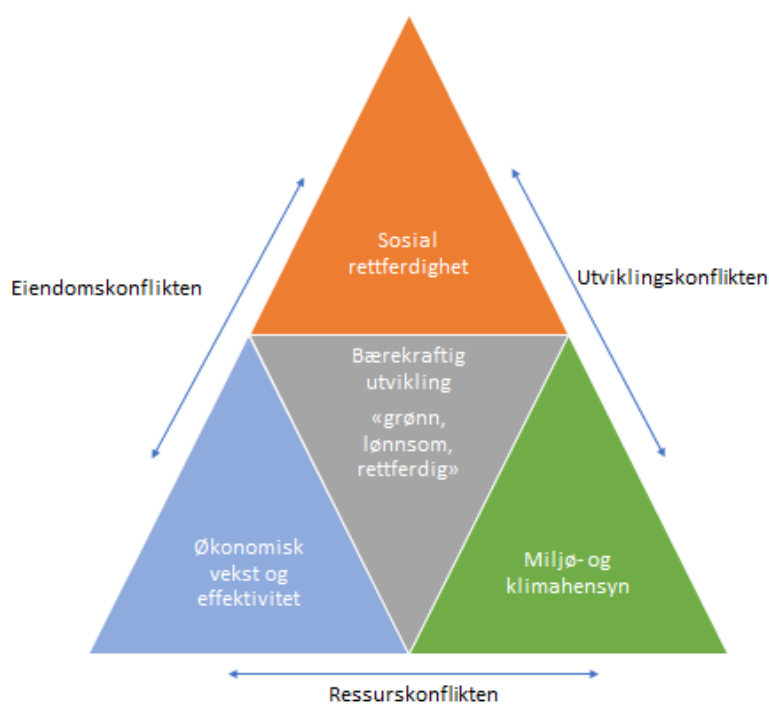 Sosial
rettferdighet
Eiendomskonflikten
Utviklingskonflikten
Bærekraftig
utvikling
«grønn,
lønnsom,
rettferdig»
Økonomisk
vekst og
effektivitet
Miljø- og
klimahensyn
Ressurskonflikten